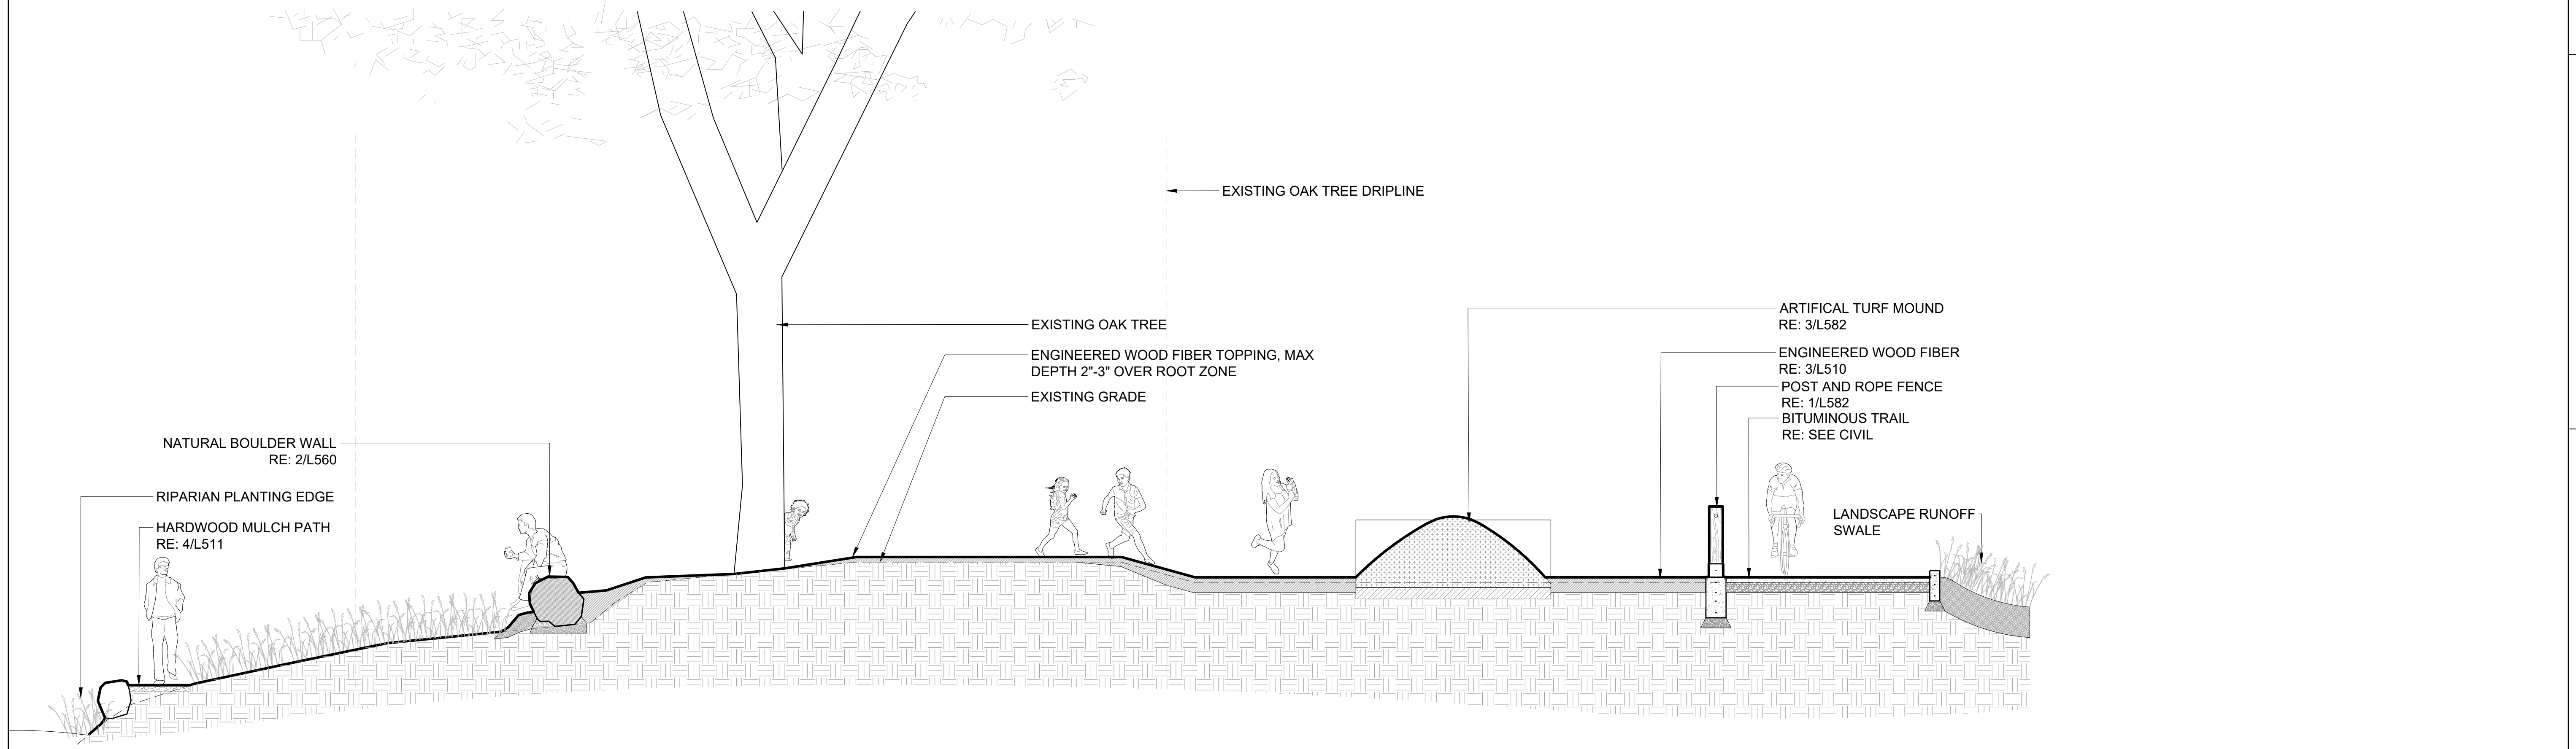 EXISTING OAK TREE DRIPLINE
ARTIFICAL TURF MOUND
RE: 3/L582
EXISTING OAK TREE
ENGINEERED WOOD FIBER TOPPING, MAX
DEPTH 2"-3" OVER ROOT ZONE
EXISTING GRADE
ENGINEERED WOOD FIBER
RE: 3/L510
POST AND ROPE FENCE
RE: 1/L582
BITUMINOUS TRAIL
RE: SEE CIVIL
NATURAL BOULDER WALL
RE: 2/L560
RIPARIAN PLANTING EDGE
HARDWOOD MULCH PATH
RE: 4/L511
LANDSCAPE RUNOFF
SWALE